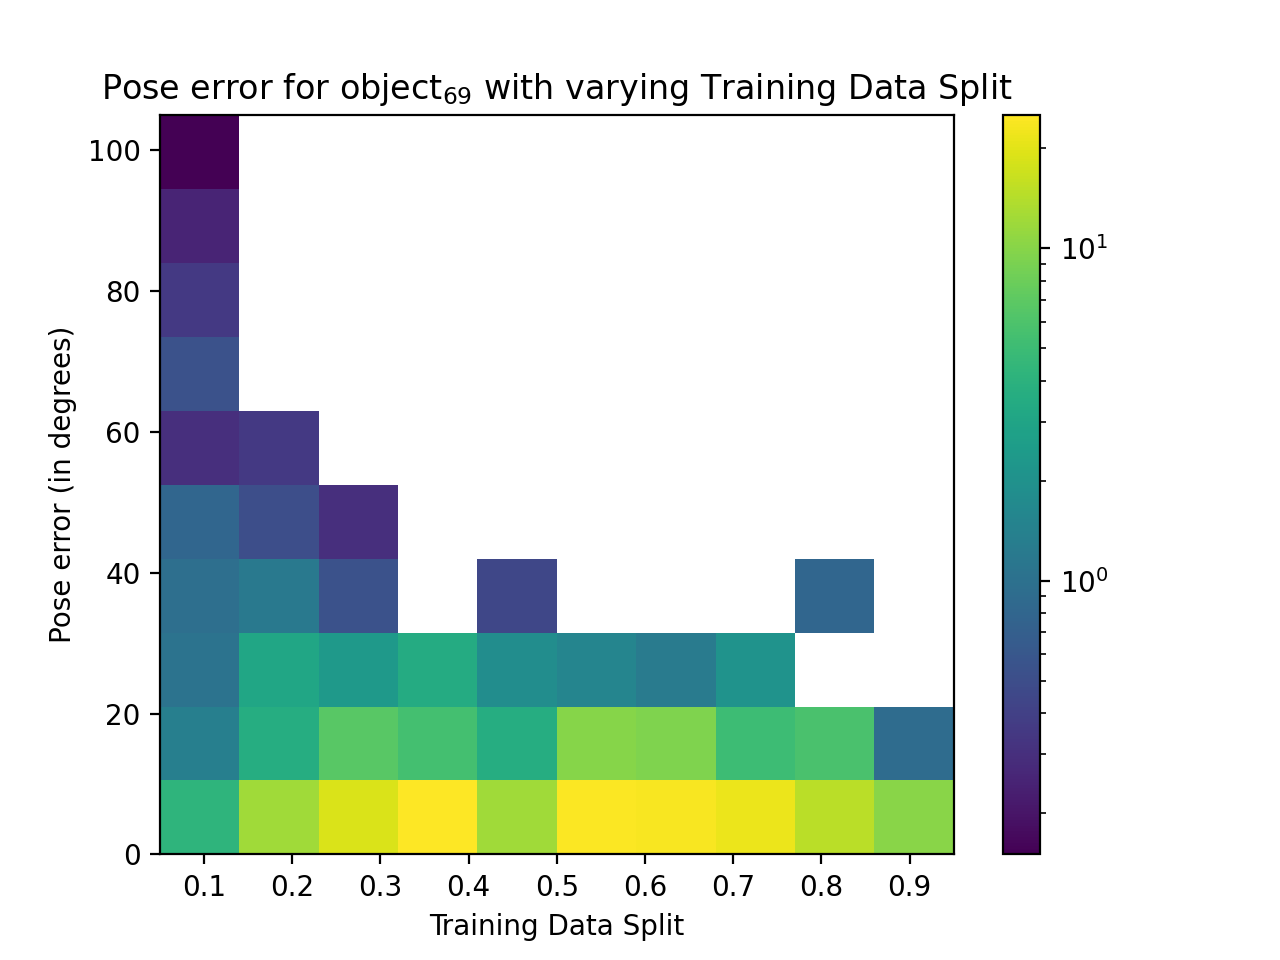 Pose error for object₆₉ with varying Training Data Split
100
80
60
40
20
0
Pose error (in degrees)
0.1 0.2 0.3 0.4 0.5 0.6 0.7 0.8 0.9
Training Data Split
10¹
10⁰